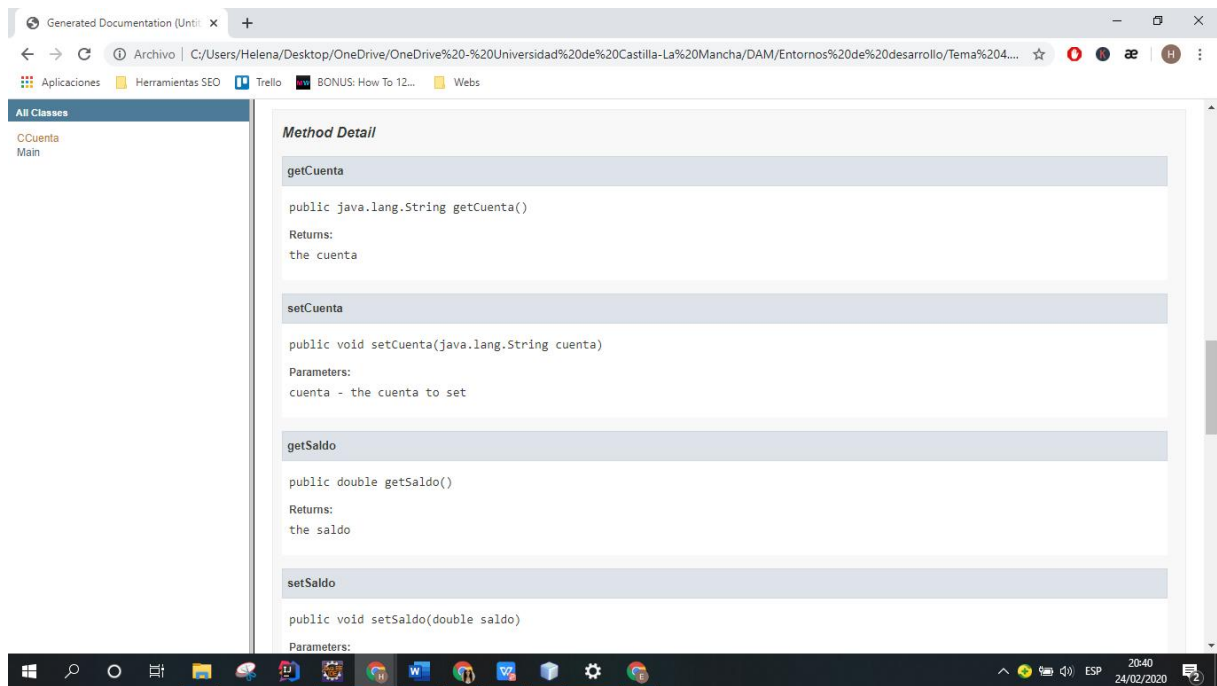 Generated Documentation (Untit
Archivo | C:/Users/Helena/Desktop/OneDrive/OneDrive%20-%20Universidad%20de%20Castilla-La%20Mancha/DAM/Entornos%20de%20desarrollo/Tema%204....
H
Aplicaciones
Herramientas SEO
Trello
BONUS: How To 12...
Webs
All Classes
CCuenta
Main
Method Detail
getCuenta
public java.lang.String getCuenta()
Returns:
the cuenta
setCuenta
public void setCuenta(java.lang.String cuenta)
Parameters:
cuenta - the cuenta to set
getSaldo
public double getSaldo()
Returns:
the saldo
setSaldo
public void setSaldo(double saldo)
Parameters:
ESP
20:40
24/02/2020